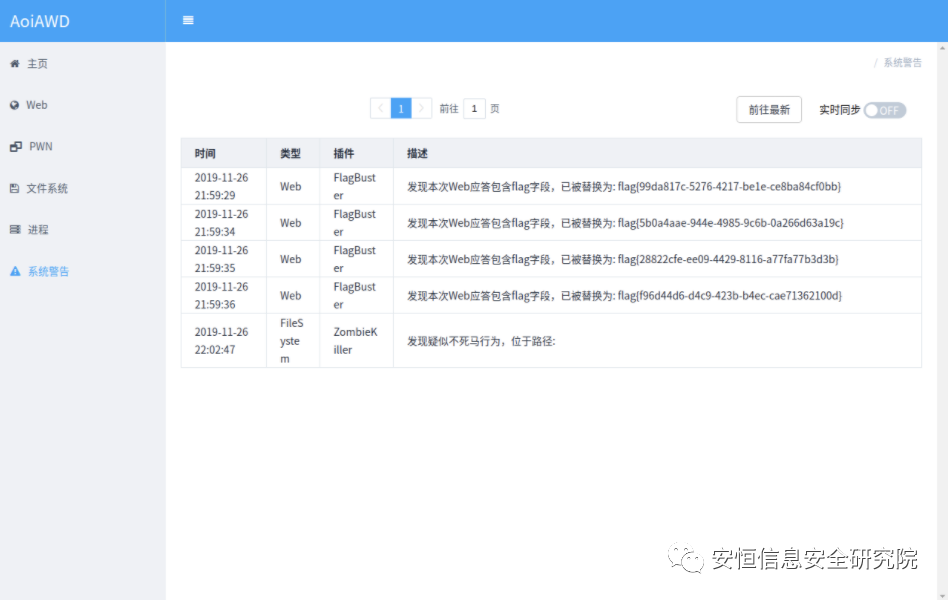 AoiAWD
主页
Web
PWN
文件系统
进程
系统警告
/ 系统警告
1 前往 1 页
前往最新 实时同步 OFF
时间 类型 插件 描述
2019-11-26 21:59:29 Web FlagBuster 发现本次Web应答包含flag字段，已被替换为: flag{99da817c-5276-4217-be1e-ce8ba84cf0bb}
2019-11-26 21:59:34 Web FlagBuster 发现本次Web应答包含flag字段，已被替换为: flag{5b0a4aae-944e-4985-9c6b-0a266d63a19c}
2019-11-26 21:59:35 Web FlagBuster 发现本次Web应答包含flag字段，已被替换为: flag{28822cfe-ee09-4429-8116-a77fa77b3d3b}
2019-11-26 21:59:36 Web FlagBuster 发现本次Web应答包含flag字段，已被替换为: flag{f96d44d6-d4c9-423b-b4ec-cae71362100d}
2019-11-26 22:02:47 FileSystem ZombieKiller 发现疑似不死马行为，位于路径:
安恒信息安全研究院